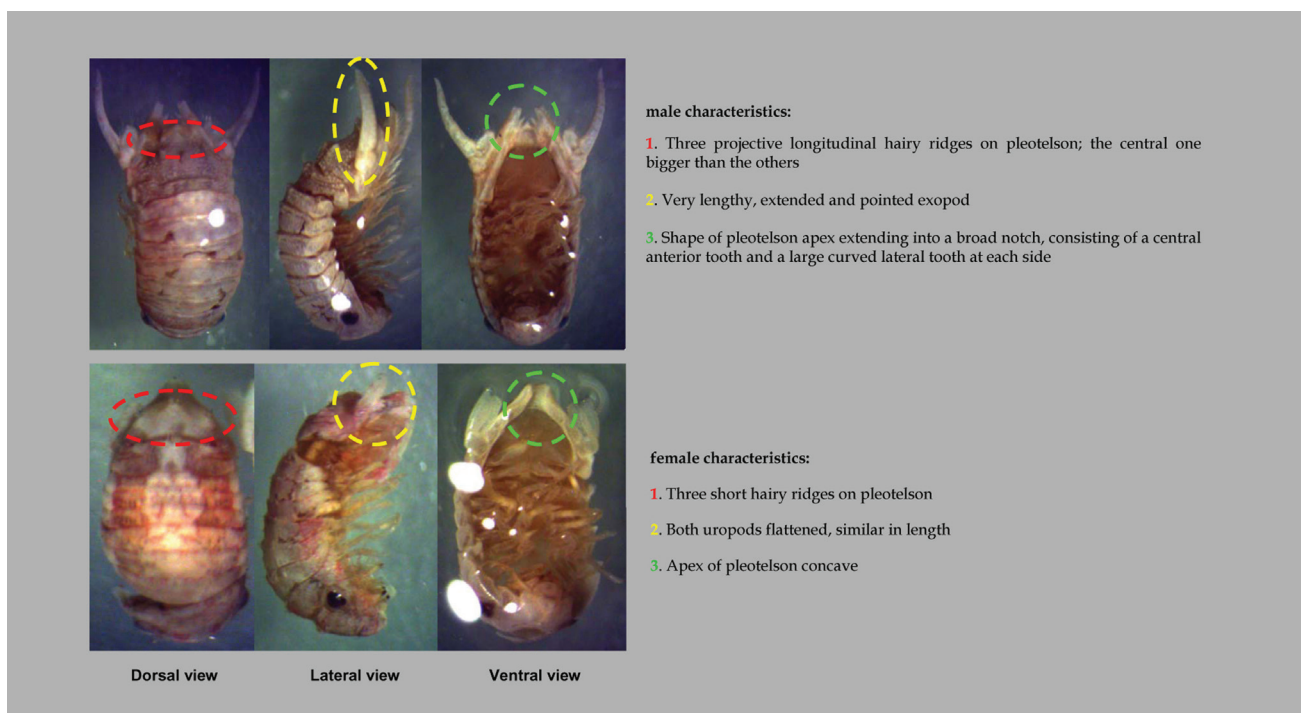 male characteristics:
1. Three projective longitudinal hairy ridges on pleotelson; the central one
bigger than the others
2. Very lengthy, extended and pointed exopod
3. Shape of pleotelson apex extending into a broad notch, consisting of a central
anterior tooth and a large curved lateral tooth at each side
female characteristics:
1. Three short hairy ridges on pleotelson
2. Both uropods flattened, similar in length
3. Apex of pleotelson concave
Dorsal view
Lateral view
Ventral view